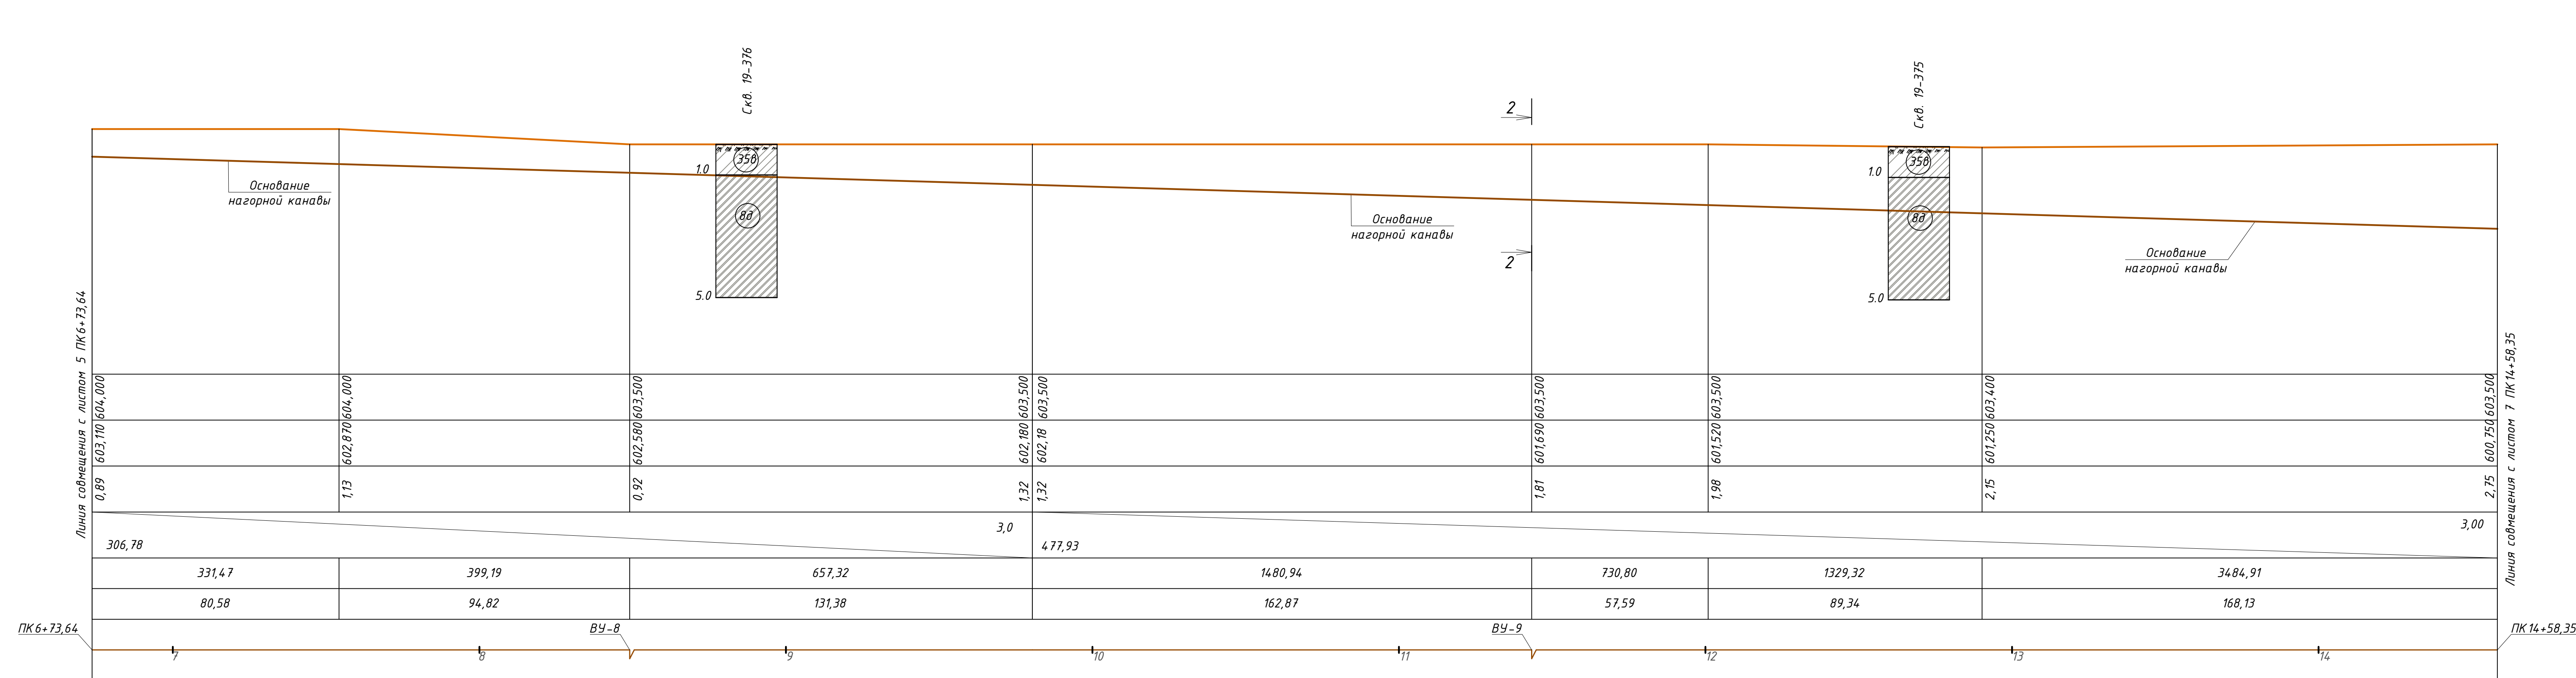 Скв. 19-376
Скв. 19-375
2
35в
1.0
8д
5.0
35в
1.0
8д
5.0
Основание
нагорной канавы
Основание
нагорной канавы
2
Основание
нагорной канавы
Линия совмещения с листом 5 ПК6+73,64
Линия совмещения с листом 7 ПК14+58,35
604,000 604,000 603,500 603,500 603,500 603,500 603,500 603,400 603,500
603,110 602,870 602,580 602,180 602,18 601,690 601,520 601,250 600,750
0,89 1,13 0,92 1,32 1,32 1,81 1,98 2,15 2,75
3,0 3,00
306,78 477,93
331,47 399,19 657,32 1480,94 730,80 1329,32 3484,91
80,58 94,82 131,38 162,87 57,59 89,34 168,13
ПК6+73,64 ВУ-8 ВУ-9 ПК14+58,35
7 8 9 10 11 12 13 14